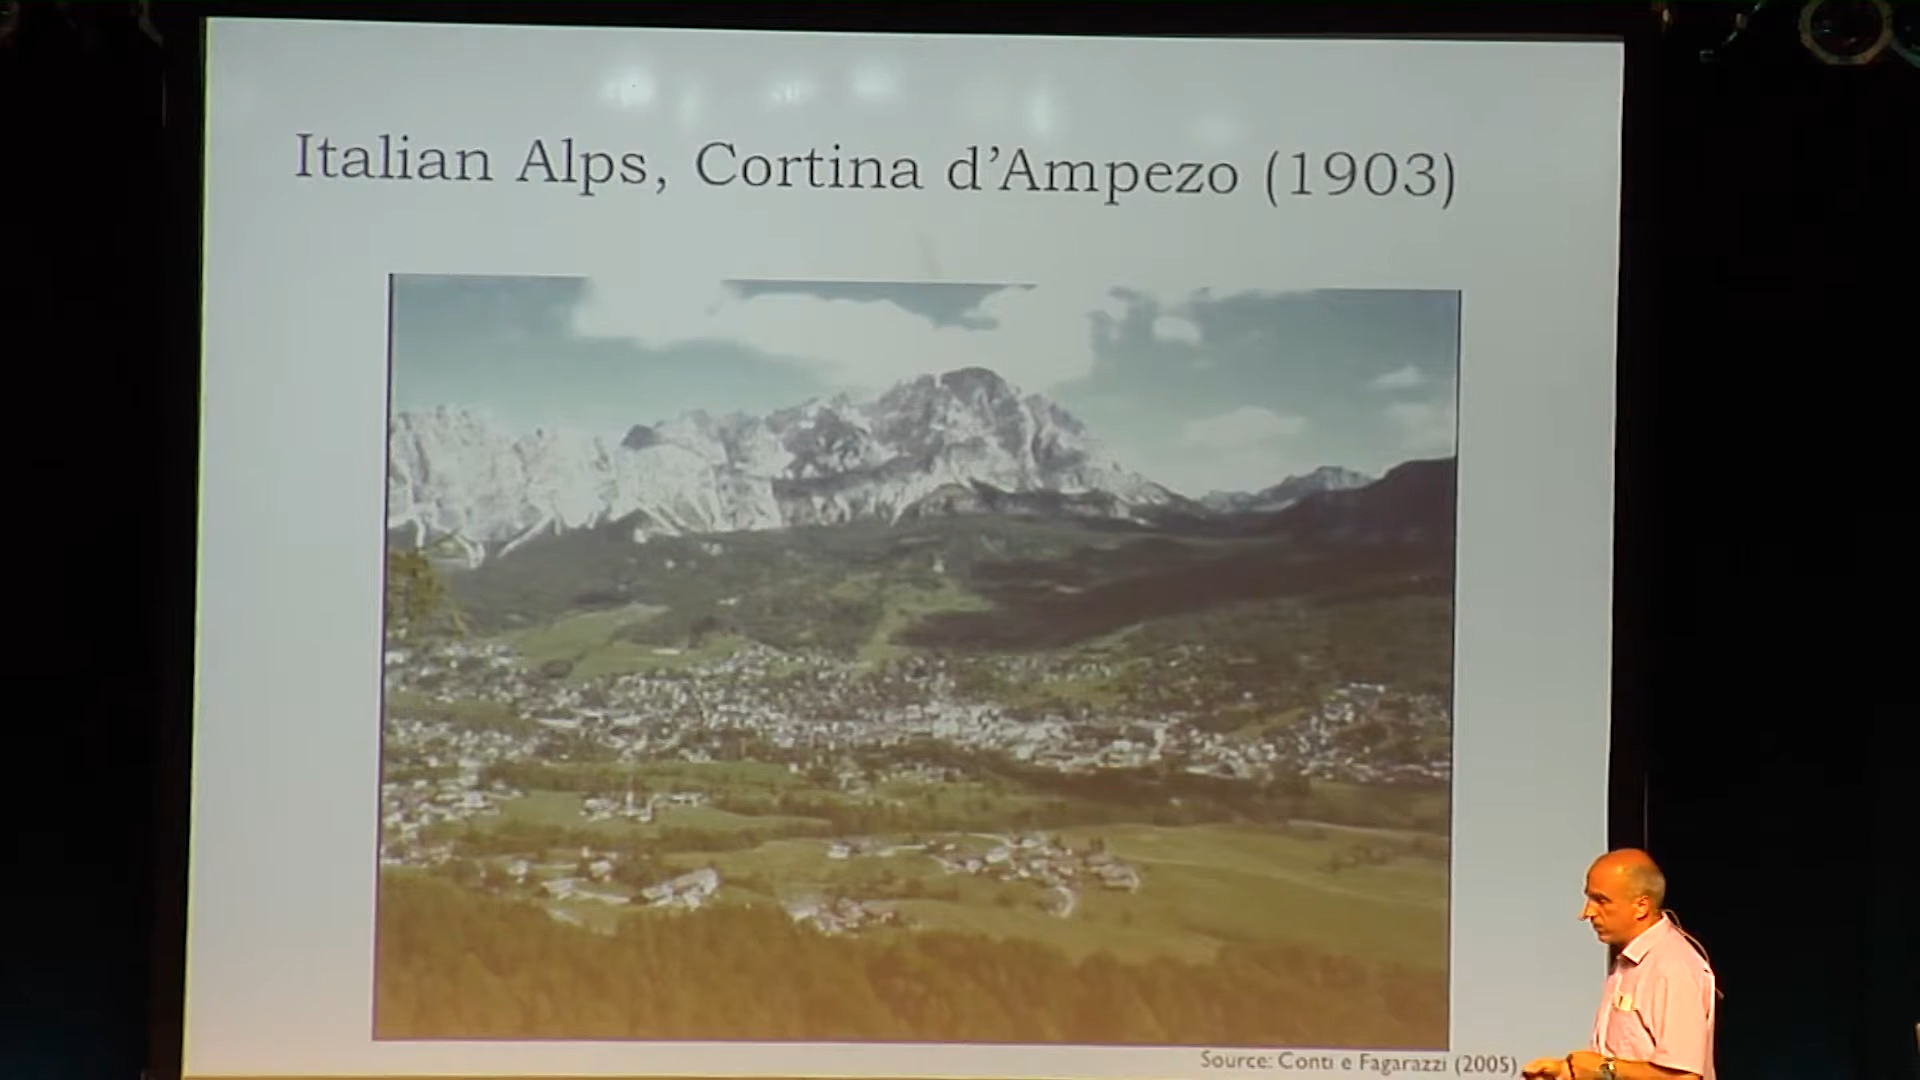 Italian Alps, Cortina d’Ampezo (1903)
Source: Conti e Fagarazzi (2005)